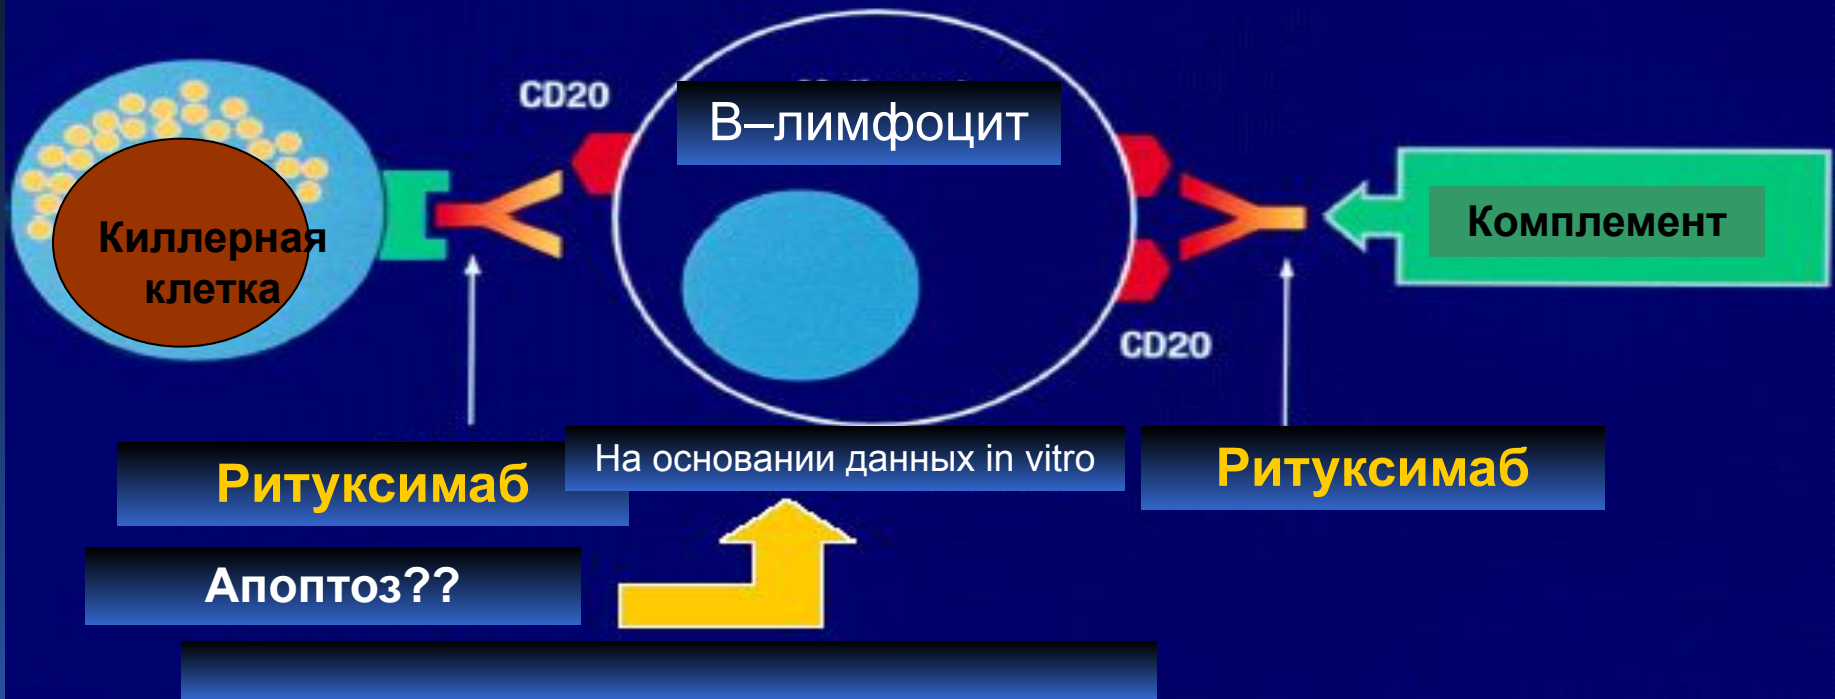 CD20
В–лимфоцит
Киллерная
клетка
Комплемент
CD20
Ритуксимаб
На основании данных in vitro
Ритуксимаб
Апоптоз??